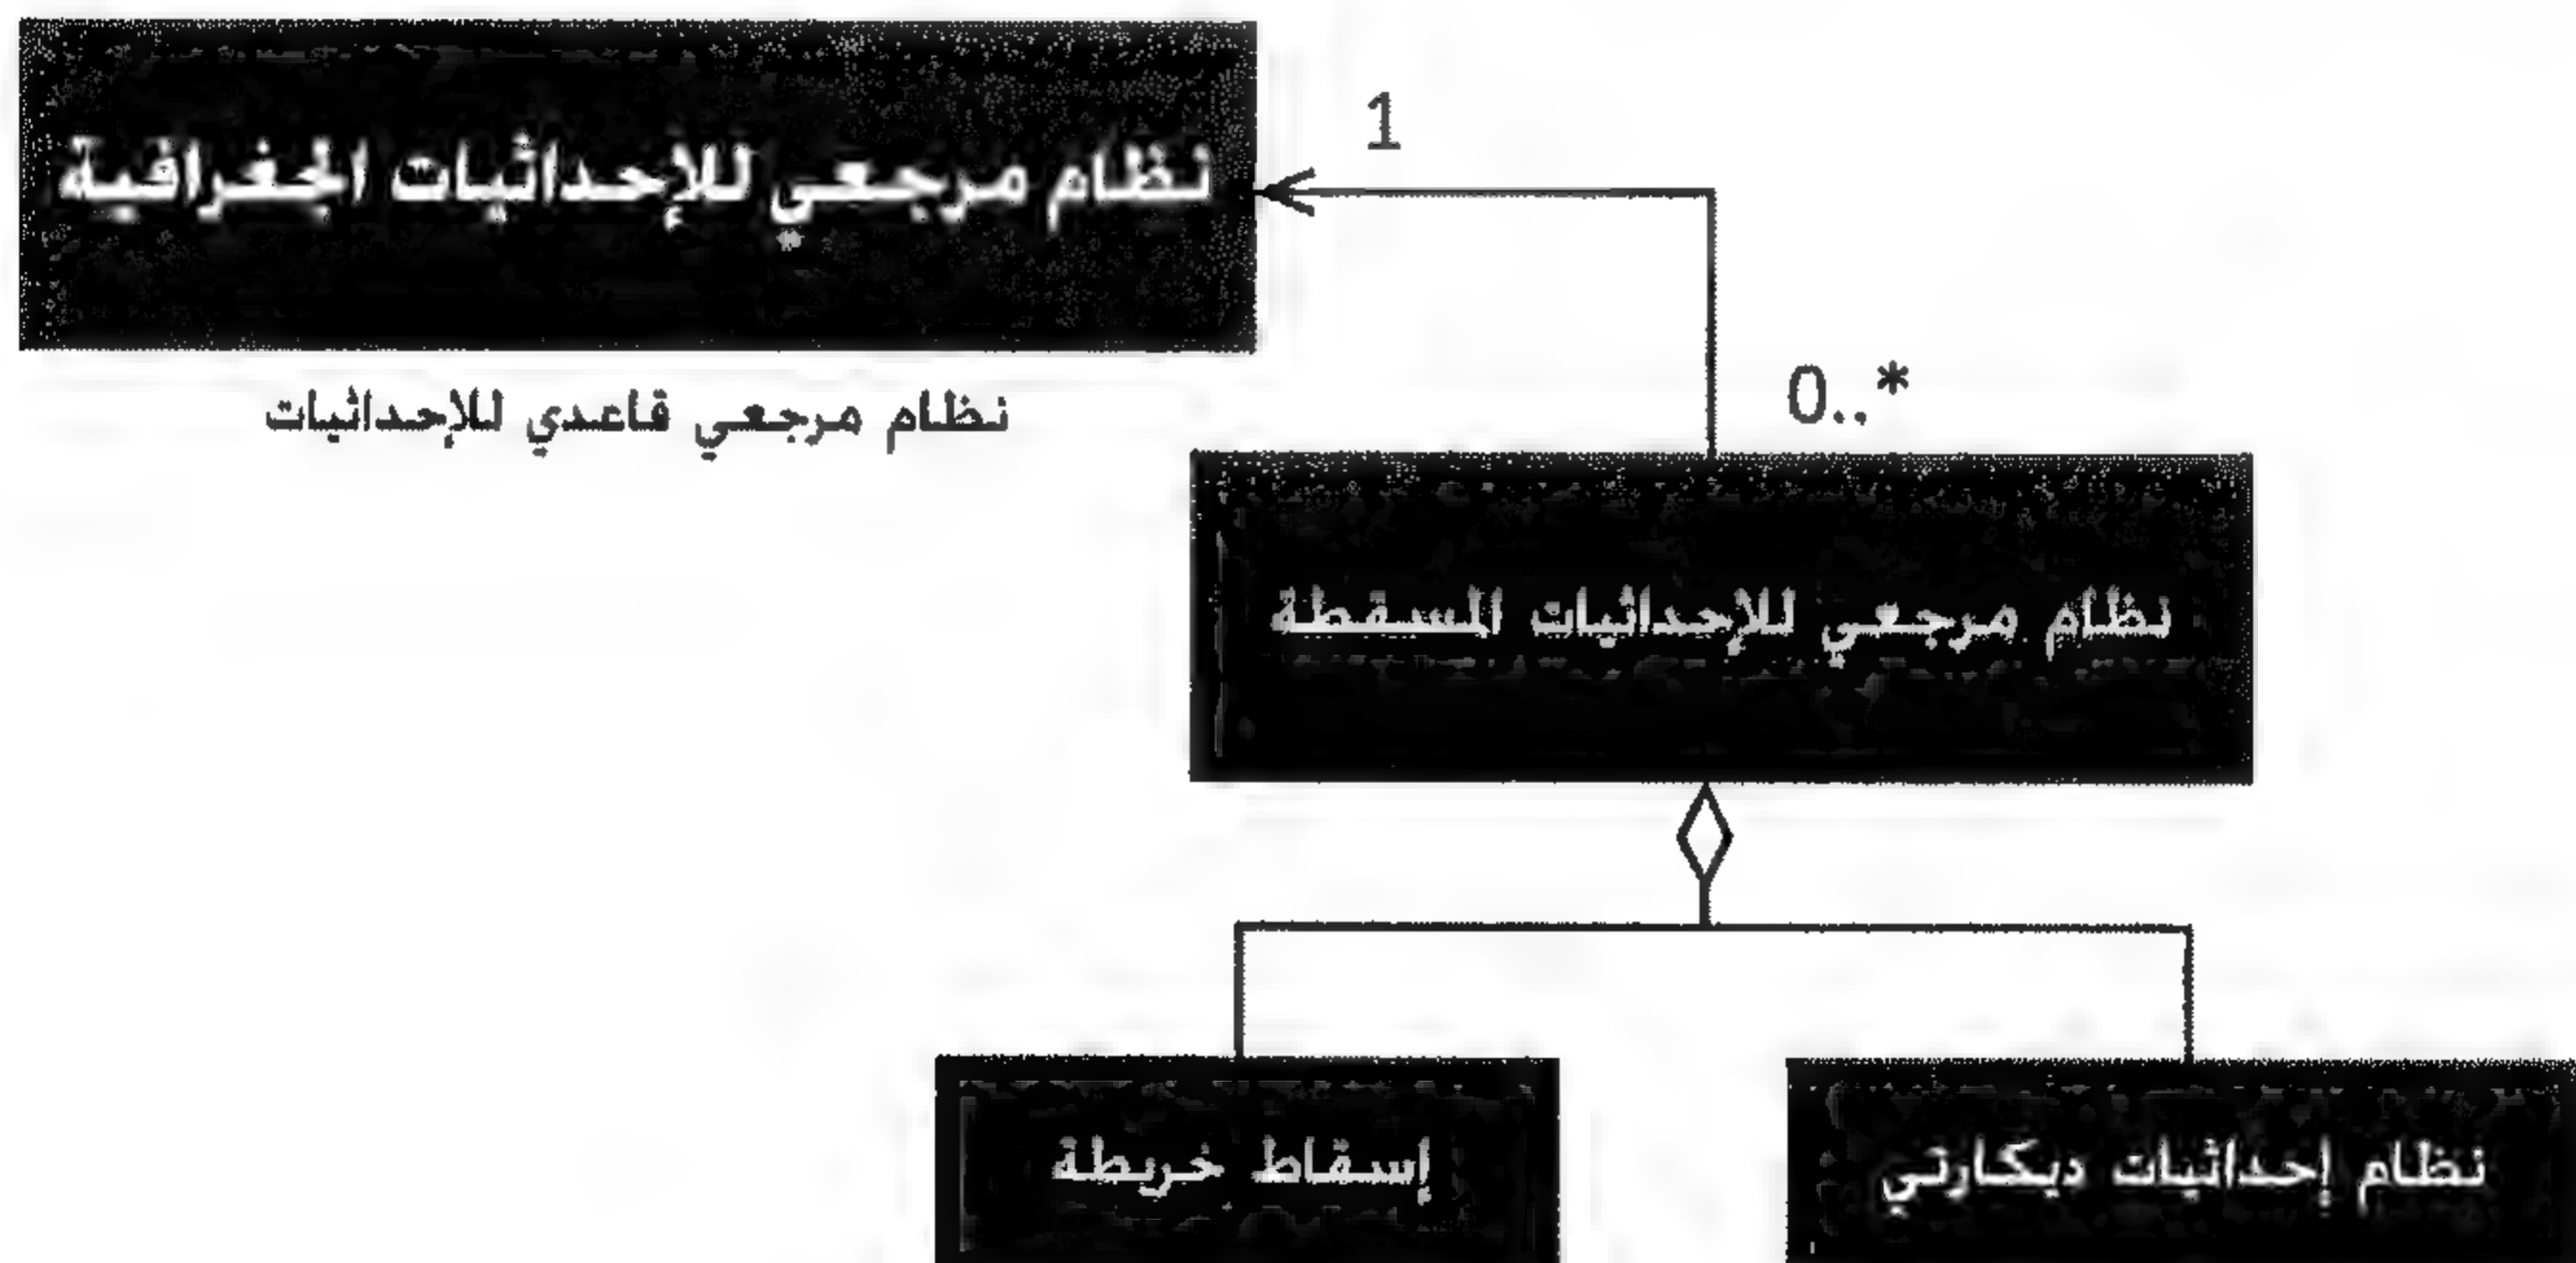 نظام مرجعي للإحداثيات الجغرافية
1
نظام مرجعي قاعدي للإحداثيات
0..*
نظام مرجعي للإحداثيات المسقطة
نظام إحداثيات ديكارتي
إسقاط خريطة